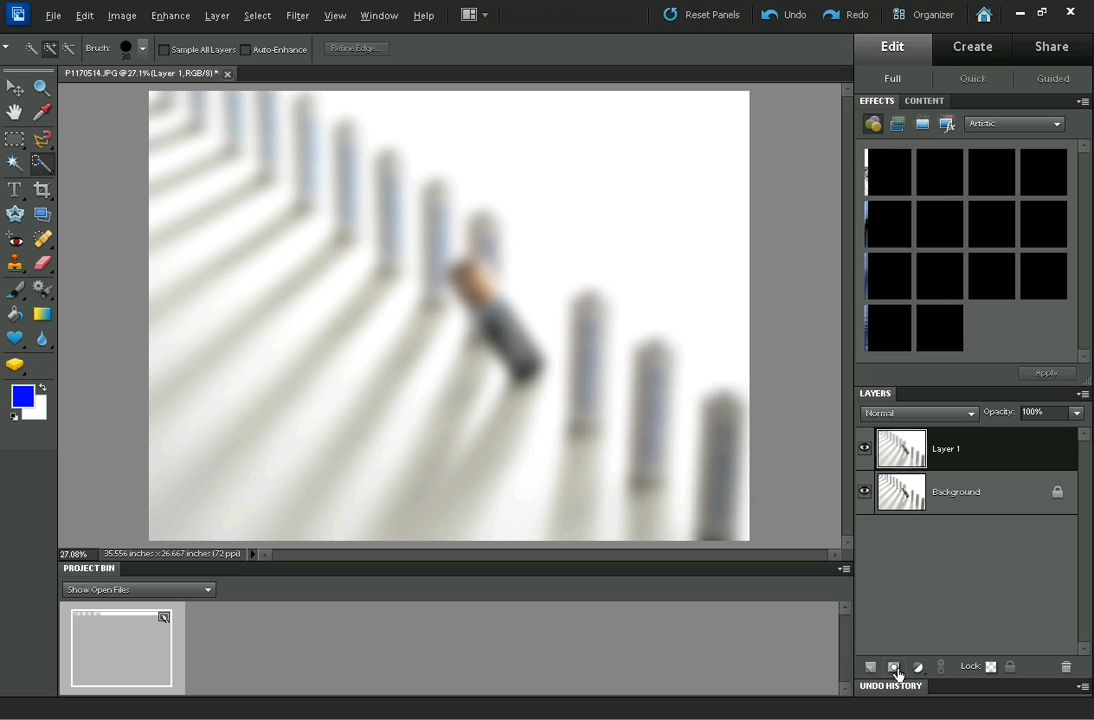 File Edit Image Enhance Layer Select Filter View Window Help Reset Panels Undo Redo Organizer
Brush: 30 Sample All Layers Auto-Enhance Refine Edge...
Edit Create Share
P1170514.JPG @ 27.1% (Layer 1, RGB/8) *
Full Quick Guided
EFFECTS CONTENT
Artistic
T
Apply
LAYERS
Normal Opacity: 100%
Layer 1
Background
27.08% 35.556 inches x 26.667 inches (72 ppi)
PROJECT BIN
Show Open Files
Lock:
UNDO HISTORY